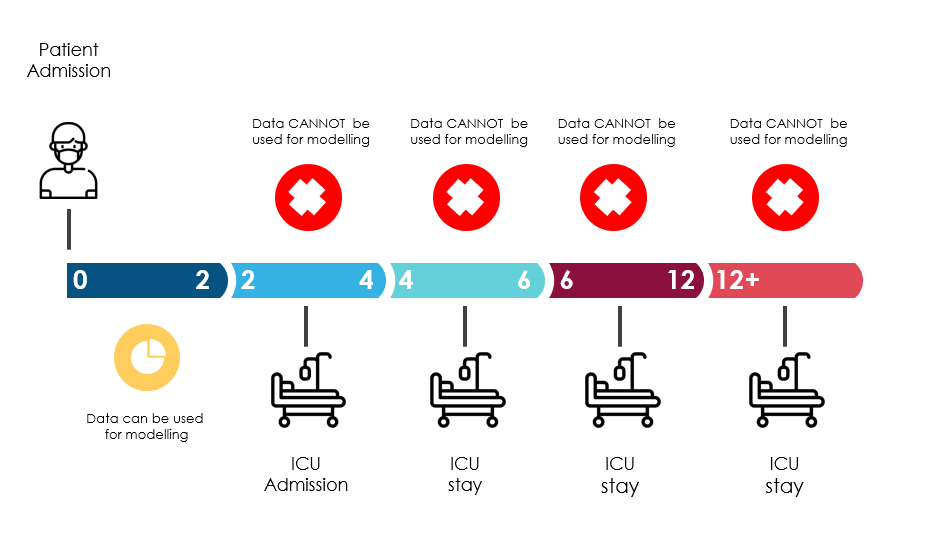 Patient
Admission
Data CANNOT be
used for modelling
Data CANNOT be
used for modelling
Data CANNOT be
used for modelling
Data CANNOT be
used for modelling
0 2
2 4
4 6
6 12
12+
Data can be used
for modelling
ICU
Admission
ICU
stay
ICU
stay
ICU
stay